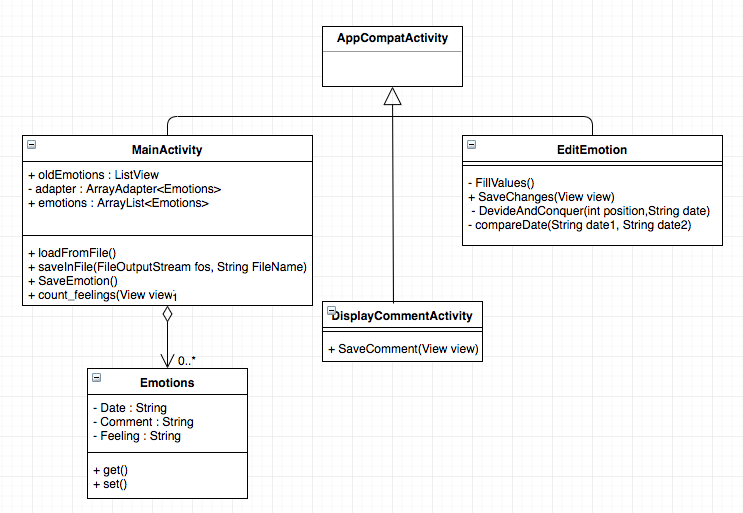 AppCompatActivity
MainActivity
+ oldEmotions : ListView
- adapter : ArrayAdapter<Emotions>
+ emotions : ArrayList<Emotions>
+ loadFromFile()
+ saveInFile(FileOutputStream fos, String FileName)
+ SaveEmotion()
+ count_feelings(View view)
EditEmotion
- FillValues()
+ SaveChanges(View view)
- DevideAndConquer(int position,String date)
- compareDate(String date1, String date2)
DisplayCommentActivity
+ SaveComment(View view)
0..*
Emotions
- Date : String
- Comment : String
- Feeling : String
+ get()
+ set()